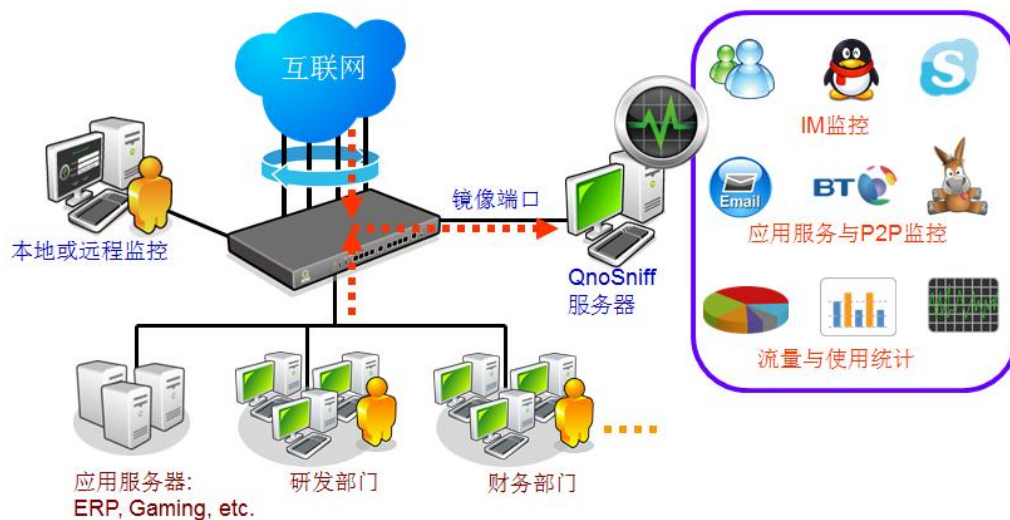 互联网
IM监控
镜像端口
Email
BT
应用服务与P2P监控
本地或远程监控
QnoSniff
服务器
流量与使用统计
应用服务器:
ERP, Gaming, etc.
研发部门
财务部门